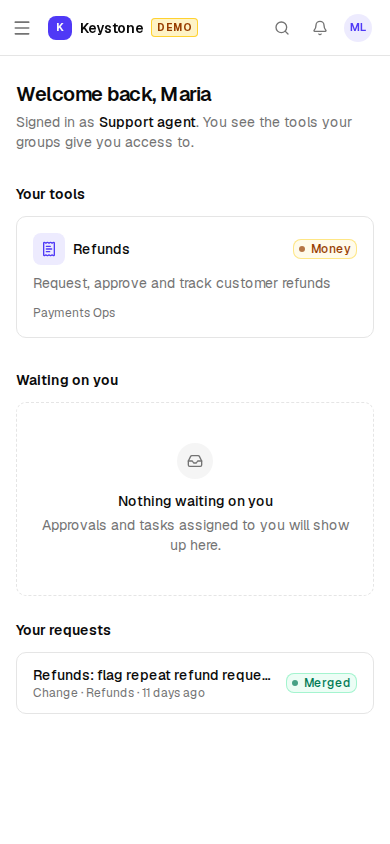 K Keystone DEMO ML
Welcome back, Maria
Signed in as Support agent. You see the tools your
groups give you access to.
Your tools
Refunds Money
Request, approve and track customer refunds
Payments Ops
Waiting on you
Nothing waiting on you
Approvals and tasks assigned to you will show
up here.
Your requests
Refunds: flag repeat refund reque... Merged
Change · Refunds · 11 days ago